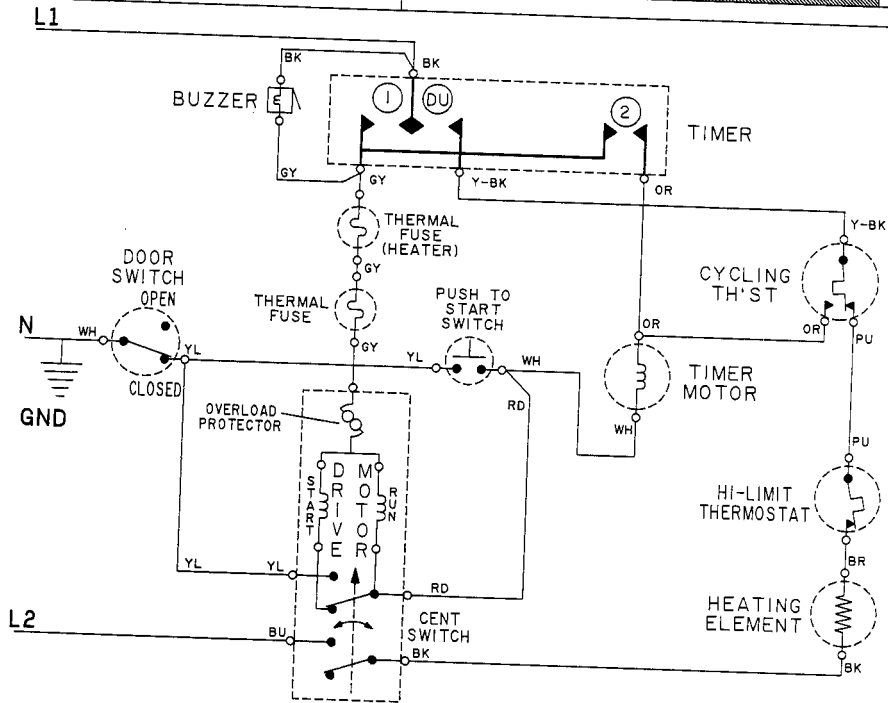 L1
BK
BK
BUZZER
1
DU
2
TIMER
GY
GY
Y-BK
OR
THERMAL
FUSE
(HEATER)
Y-BK
GY
CYCLING
TH'ST
DOOR
SWITCH
OPEN
THERMAL
FUSE
PUSH TO
START
SWITCH
OR
OR
PU
N
WH
YL
GY
YL
WH
CLOSED
GND
TIMER
MOTOR
RD
OVERLOAD
PROTECTOR
WH
PU
START
DRIVE
MOTOR
RUN
HI-LIMIT
THERMOSTAT
YL
YL
RD
BR
HEATING
ELEMENT
CENT
SWITCH
L2
BU
BK
BK